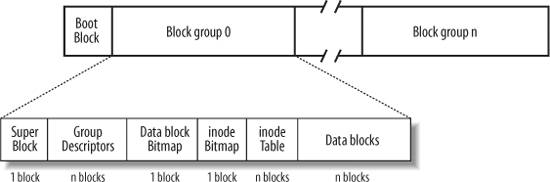 Boot
Block
Block group 0
Block group n
Super
Block
Group
Descriptors
Data block
Bitmap
inode
Bitmap
inode
Table
Data blocks
1 block
n blocks
1 block
1 block
n blocks
n blocks